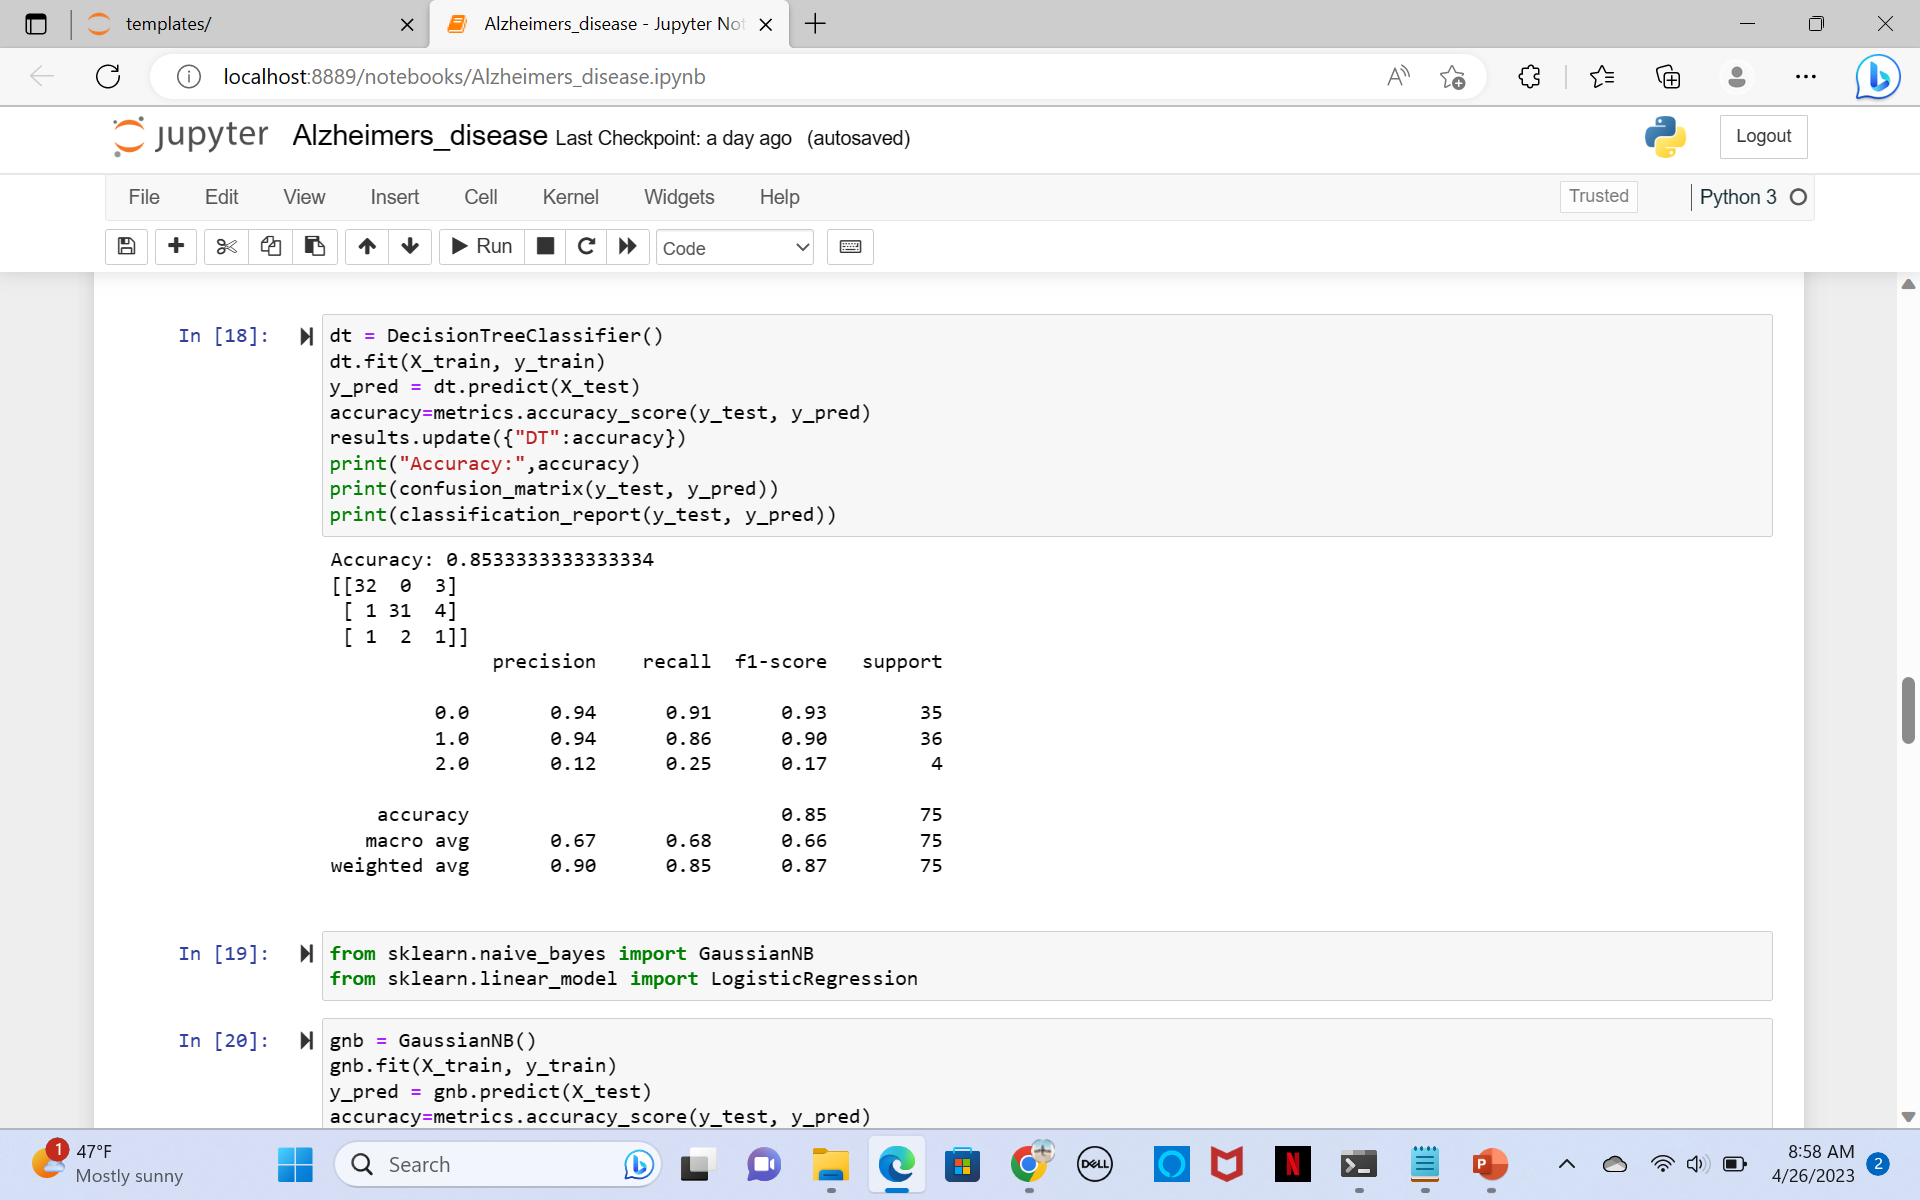 templates/
Alzheimers_disease - Jupyter Not
localhost:8889/notebooks/Alzheimers_disease.ipynb
jupyter Alzheimers_disease Last Checkpoint: a day ago (autosaved)
Logout
File Edit View Insert Cell Kernel Widgets Help
Trusted
Python 3
Run
Code
In [18]:
dt = DecisionTreeClassifier()
dt.fit(X_train, y_train)
y_pred = dt.predict(X_test)
accuracy=metrics.accuracy_score(y_test, y_pred)
results.update({"DT":accuracy})
print("Accuracy:",accuracy)
print(confusion_matrix(y_test, y_pred))
print(classification_report(y_test, y_pred))
Accuracy: 0.8533333333333334
[[32  0  3]
 [ 1 31  4]
 [ 1  2  1]]
              precision    recall  f1-score   support
         0.0       0.94      0.91      0.93        35
         1.0       0.94      0.86      0.90        36
         2.0       0.12      0.25      0.17         4
    accuracy                           0.85        75
   macro avg       0.67      0.68      0.66        75
weighted avg       0.90      0.85      0.87        75
In [19]:
from sklearn.naive_bayes import GaussianNB
from sklearn.linear_model import LogisticRegression
In [20]:
gnb = GaussianNB()
gnb.fit(X_train, y_train)
y_pred = gnb.predict(X_test)
accuracy=metrics.accuracy_score(y_test, y_pred)
1
47°F
Mostly sunny
Search
DELL
N
P
8:58 AM
4/26/2023
2